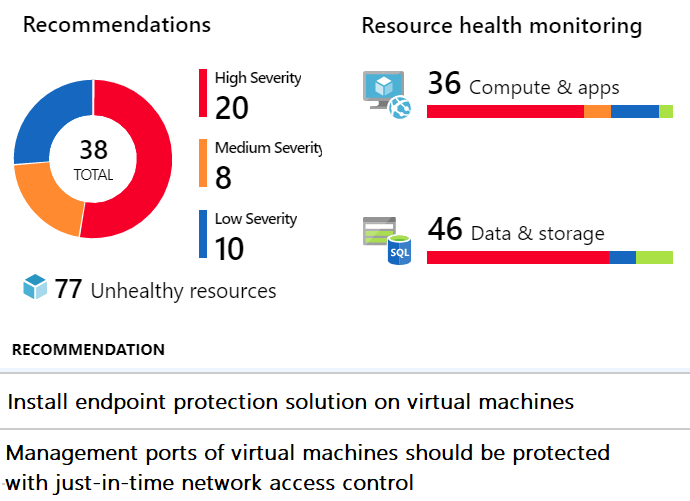 Recommendations
38
TOTAL
High Severity
20
Medium Severity
8
Low Severity
10
77 Unhealthy resources
Resource health monitoring
36 Compute & apps
46 Data & storage
SQL
RECOMMENDATION
Install endpoint protection solution on virtual machines
Management ports of virtual machines should be protected
with just-in-time network access control